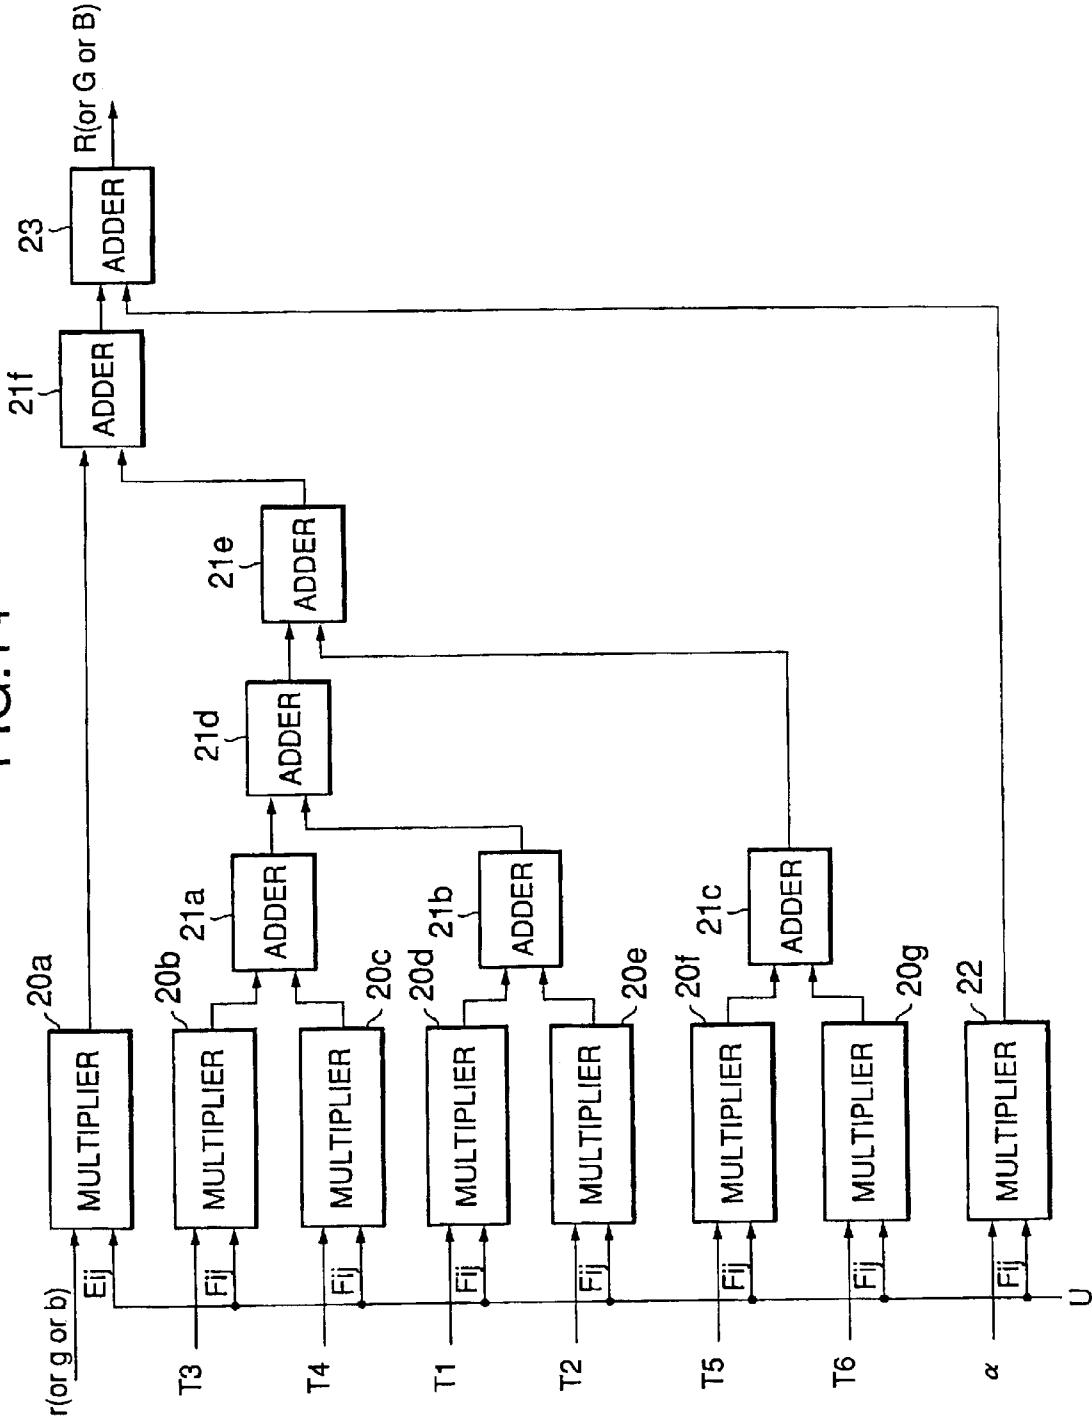 r(or g or b)
Eij
MULTIPLIER
20a
21f
ADDER
23
ADDER
R(or G or B)
T3
Fij
MULTIPLIER
20b
21a
ADDER
21d
ADDER
21e
ADDER
T4
Fij
MULTIPLIER
20c
T1
Fij
MULTIPLIER
20d
21b
ADDER
T2
Fij
MULTIPLIER
20e
T5
Fij
MULTIPLIER
20f
21c
ADDER
T6
Fij
MULTIPLIER
20g
α
Fij
MULTIPLIER
22
U